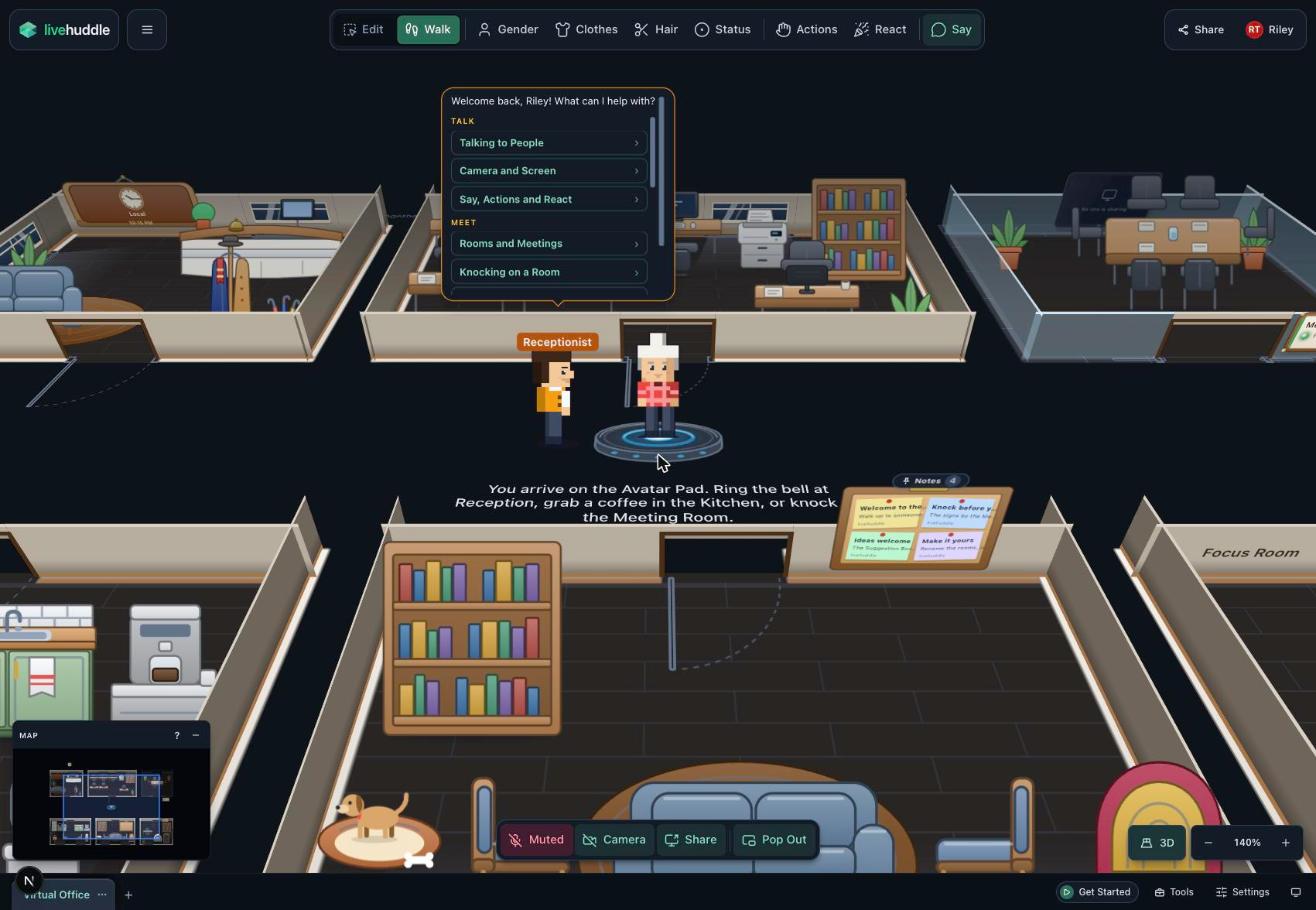 livehuddle
Edit
Walk
Gender
Clothes
Hair
Status
Actions
React
Say
Share
RT
Riley
Welcome back, Riley! What can I help with?
TALK
Talking to People
Camera and Screen
Say, Actions and React
MEET
Rooms and Meetings
Knocking on a Room
Local
Receptionist
You arrive on the Avatar Pad. Ring the bell at
Reception, grab a coffee in the Kitchen, or knock
the Meeting Room.
Notes 4
Welcome to the...
Knock before y...
Ideas welcome
Make it yours
Focus Room
MAP
?
Muted
Camera
Share
Pop Out
3D
140%
N
Virtual Office
Get Started
Tools
Settings